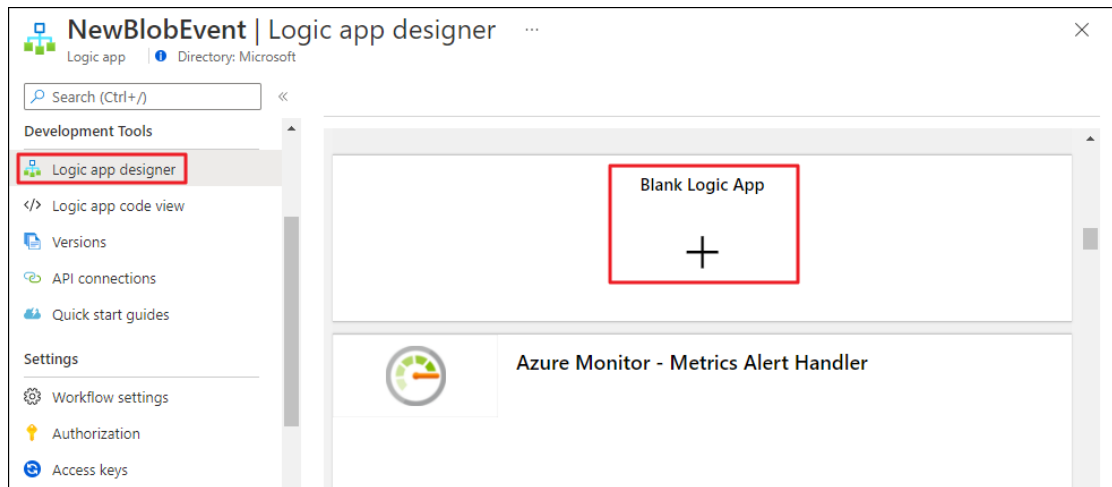 NewBlobEvent | Logic app designer ...
Logic app
Directory: Microsoft
Search (Ctrl+/)
«
Development Tools
Logic app designer
</> Logic app code view
Versions
API connections
Quick start guides
Settings
Workflow settings
Authorization
Access keys
Blank Logic App
+
Azure Monitor - Metrics Alert Handler